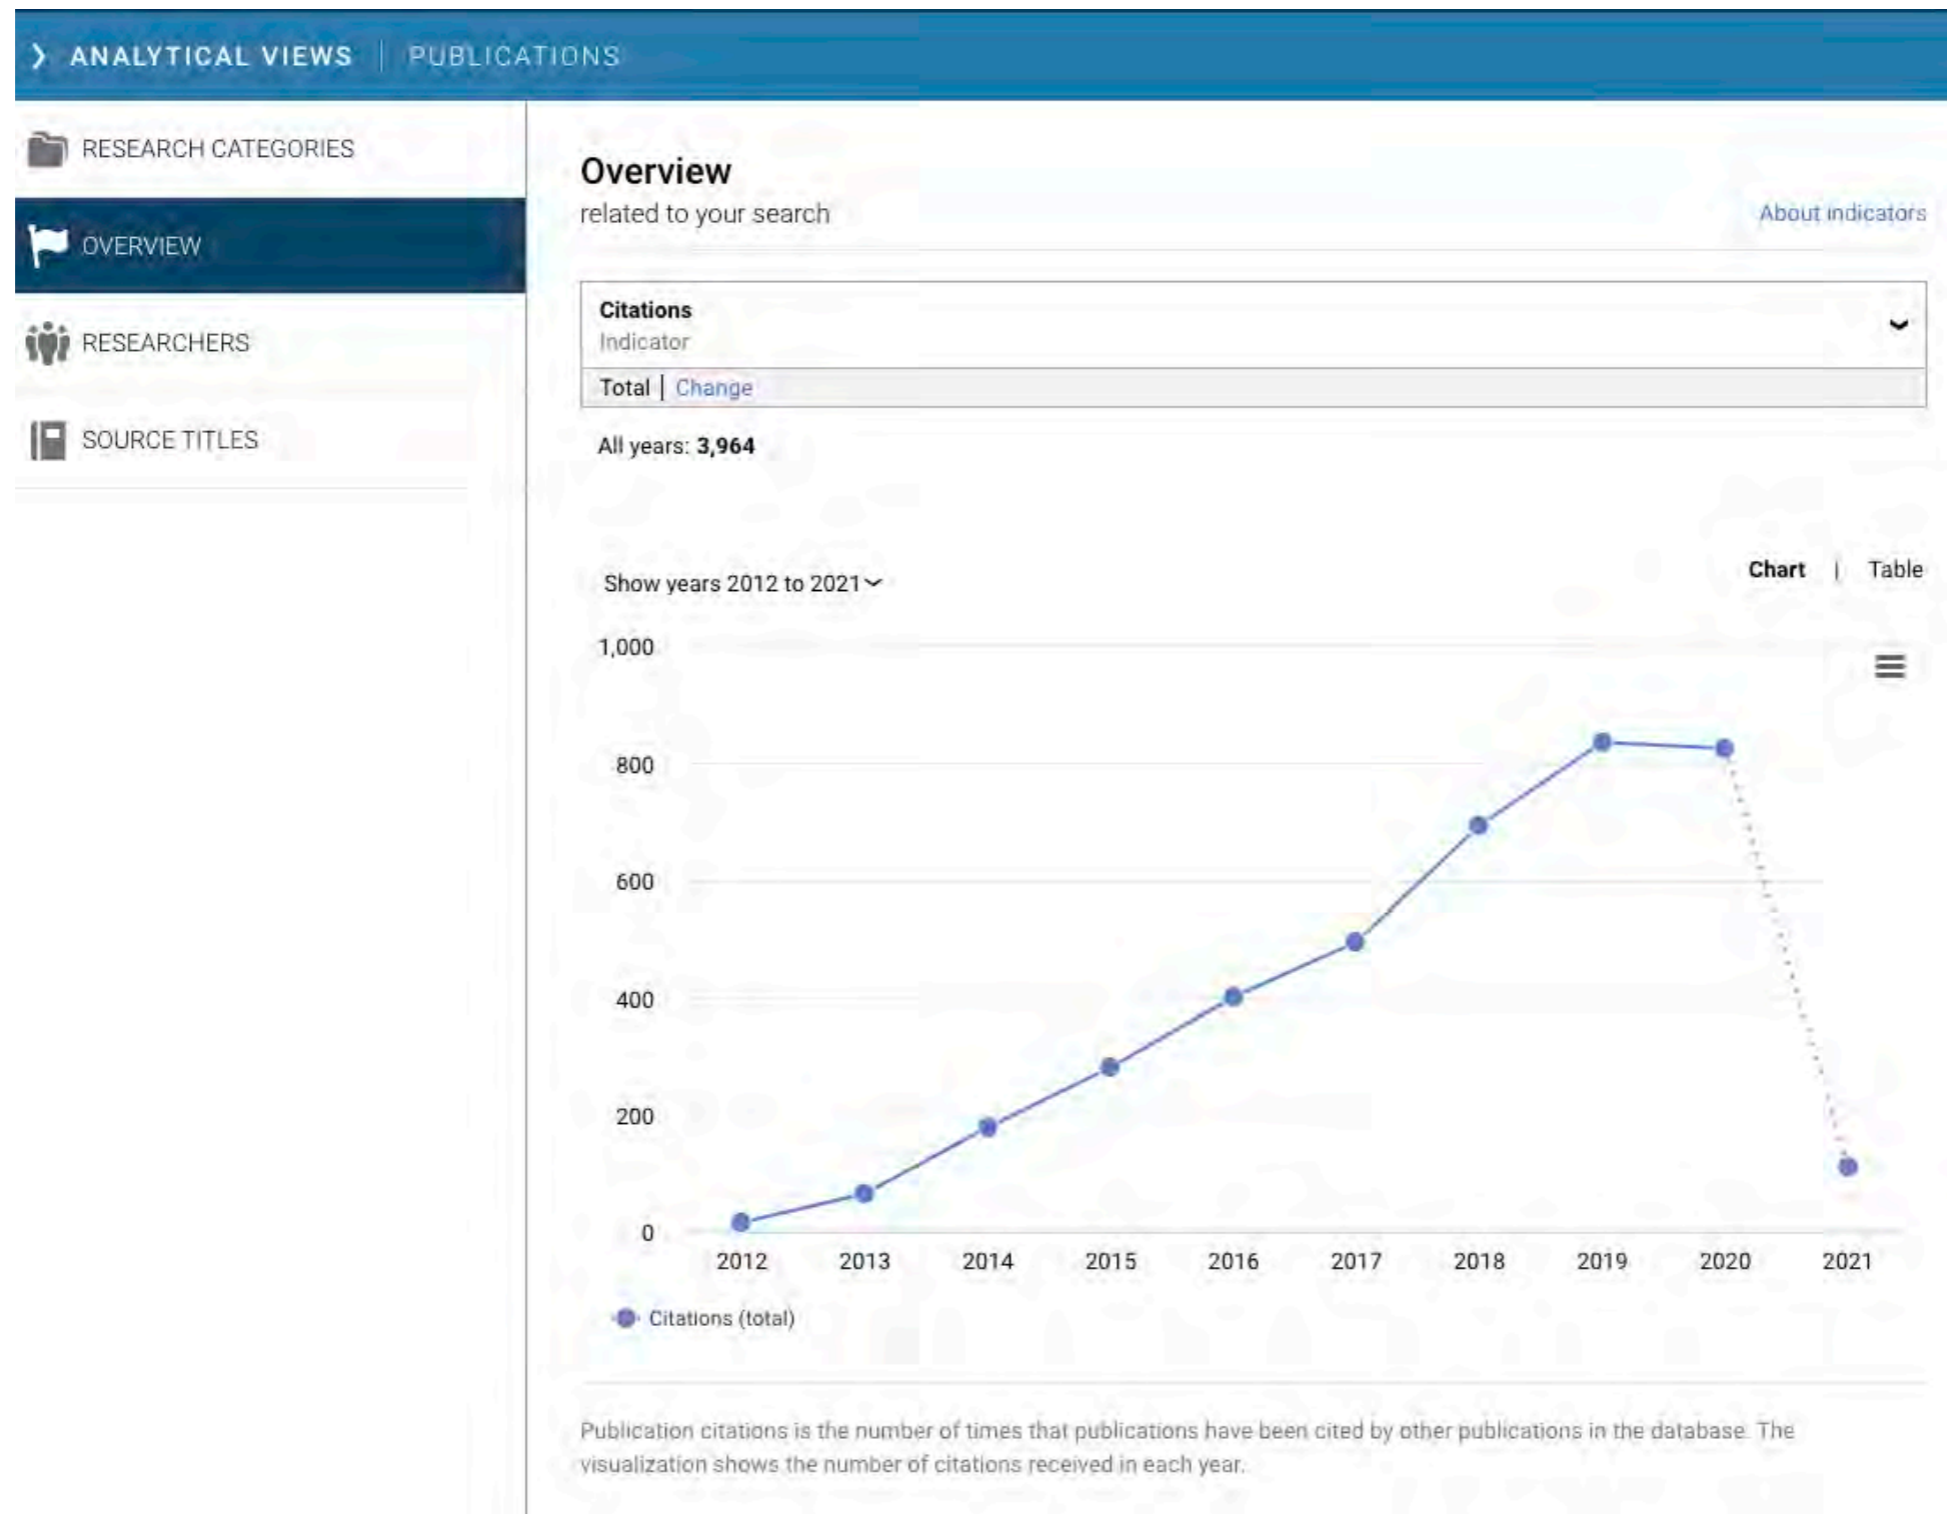 ANALYTICAL VIEWS | PUBLICATIONS
RESEARCH CATEGORIES
OVERVIEW
RESEARCHERS
SOURCE TITLES
Overview
related to your search
About indicators
Citations
Indicator
Total | Change
All years: 3,964
Show years 2012 to 2021
Chart | Table
1,000
800
600
400
200
0
2012 2013 2014 2015 2016 2017 2018 2019 2020 2021
Citations (total)
Publication citations is the number of times that publications have been cited by other publications in the database. The
visualization shows the number of citations received in each year.